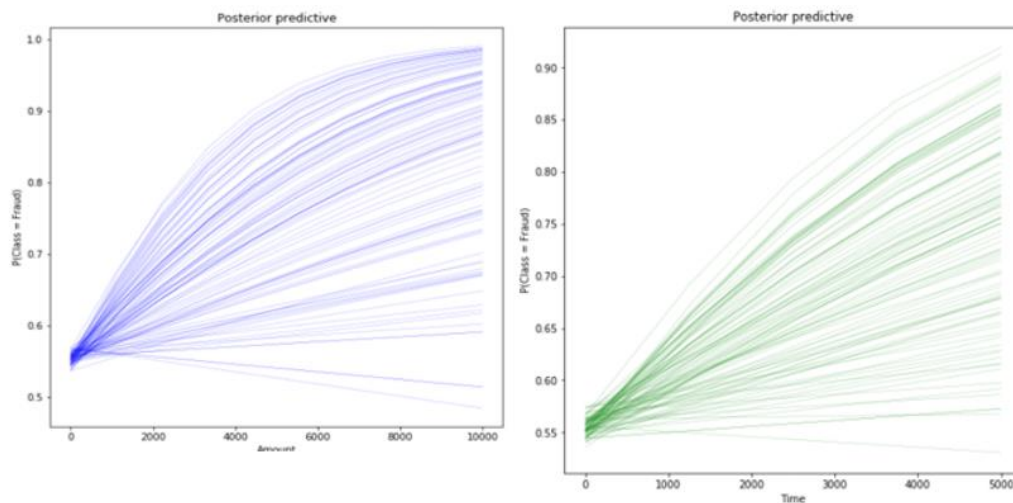 Posterior predictive
P(Class = Fraud)
1.0
0.9
0.8
0.7
0.6
0.5
0 2000 4000 6000 8000 10000
Amount
Posterior predictive
P(Class = Fraud)
0.90
0.85
0.80
0.75
0.70
0.65
0.60
0.55
0 1000 2000 3000 4000 5000
Time